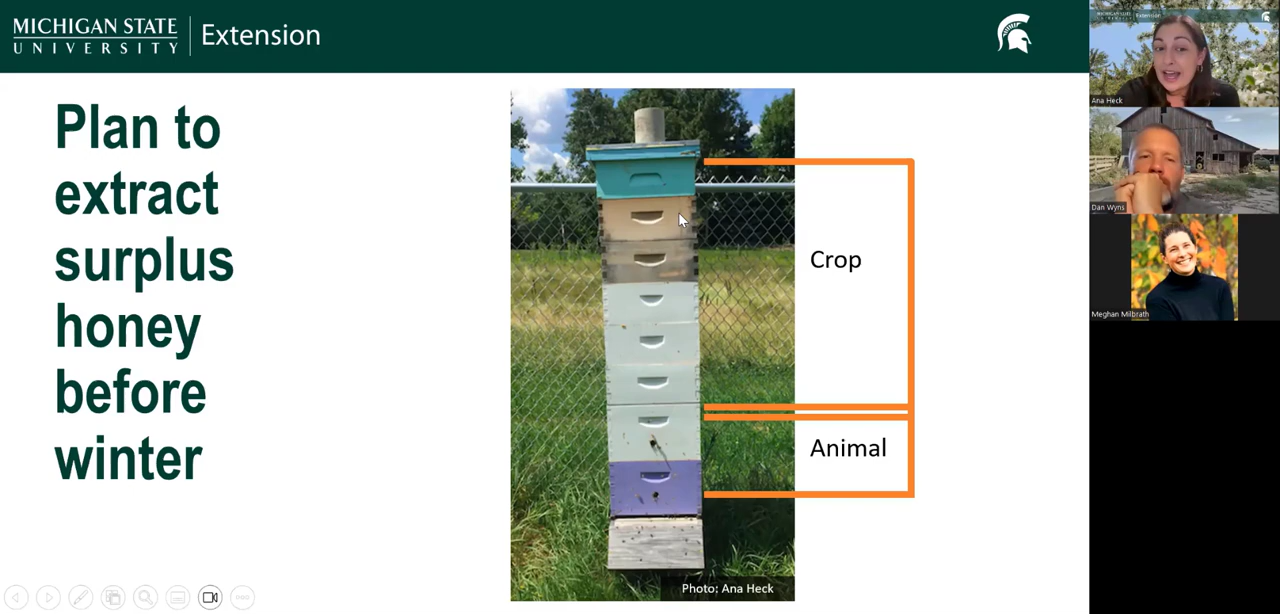 MICHIGAN STATE
UNIVERSITY
Extension
Plan to
extract
surplus
honey
before
winter
Crop
Animal
Photo: Ana Heck
Extension
Ana Heck
Dan Wyns
Meghan Milbrath